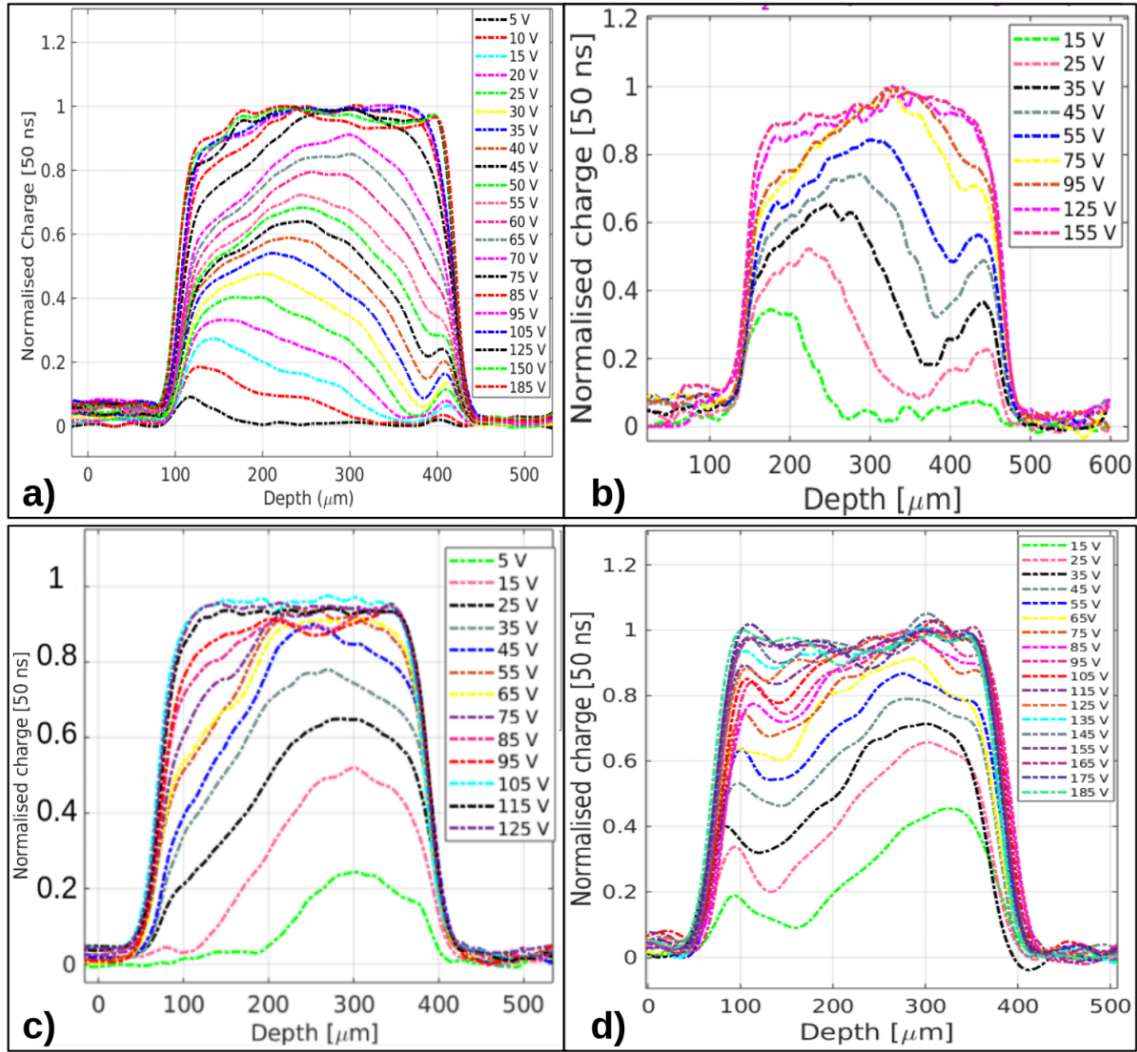 1.2
1
0.8
0.6
0.4
0.2
0
Normalised Charge [50 ns]
0
100
200
300
400
500
Depth (μm)
5 V
10 V
15 V
20 V
25 V
30 V
35 V
40 V
45 V
50 V
55 V
60 V
65 V
70 V
75 V
85 V
95 V
105 V
125 V
150 V
185 V
a)
1.2
1
0.8
0.6
0.4
0.2
0
Normalised charge [50 ns]
100
200
300
400
500
600
Depth [μm]
15 V
25 V
35 V
45 V
55 V
75 V
95 V
125 V
155 V
b)
1
0.8
0.6
0.4
0.2
0
Normalised charge [50 ns]
0
100
200
300
400
500
Depth [μm]
5 V
15 V
25 V
35 V
45 V
55 V
65 V
75 V
85 V
95 V
105 V
115 V
125 V
c)
1.2
1
0.8
0.6
0.4
0.2
0
Normalised charge [50 ns]
0
100
200
300
400
500
Depth [μm]
15 V
25 V
35 V
45 V
55 V
65V
75 V
85 V
95 V
105 V
115 V
125 V
135 V
145 V
155 V
165 V
175 V
185 V
d)